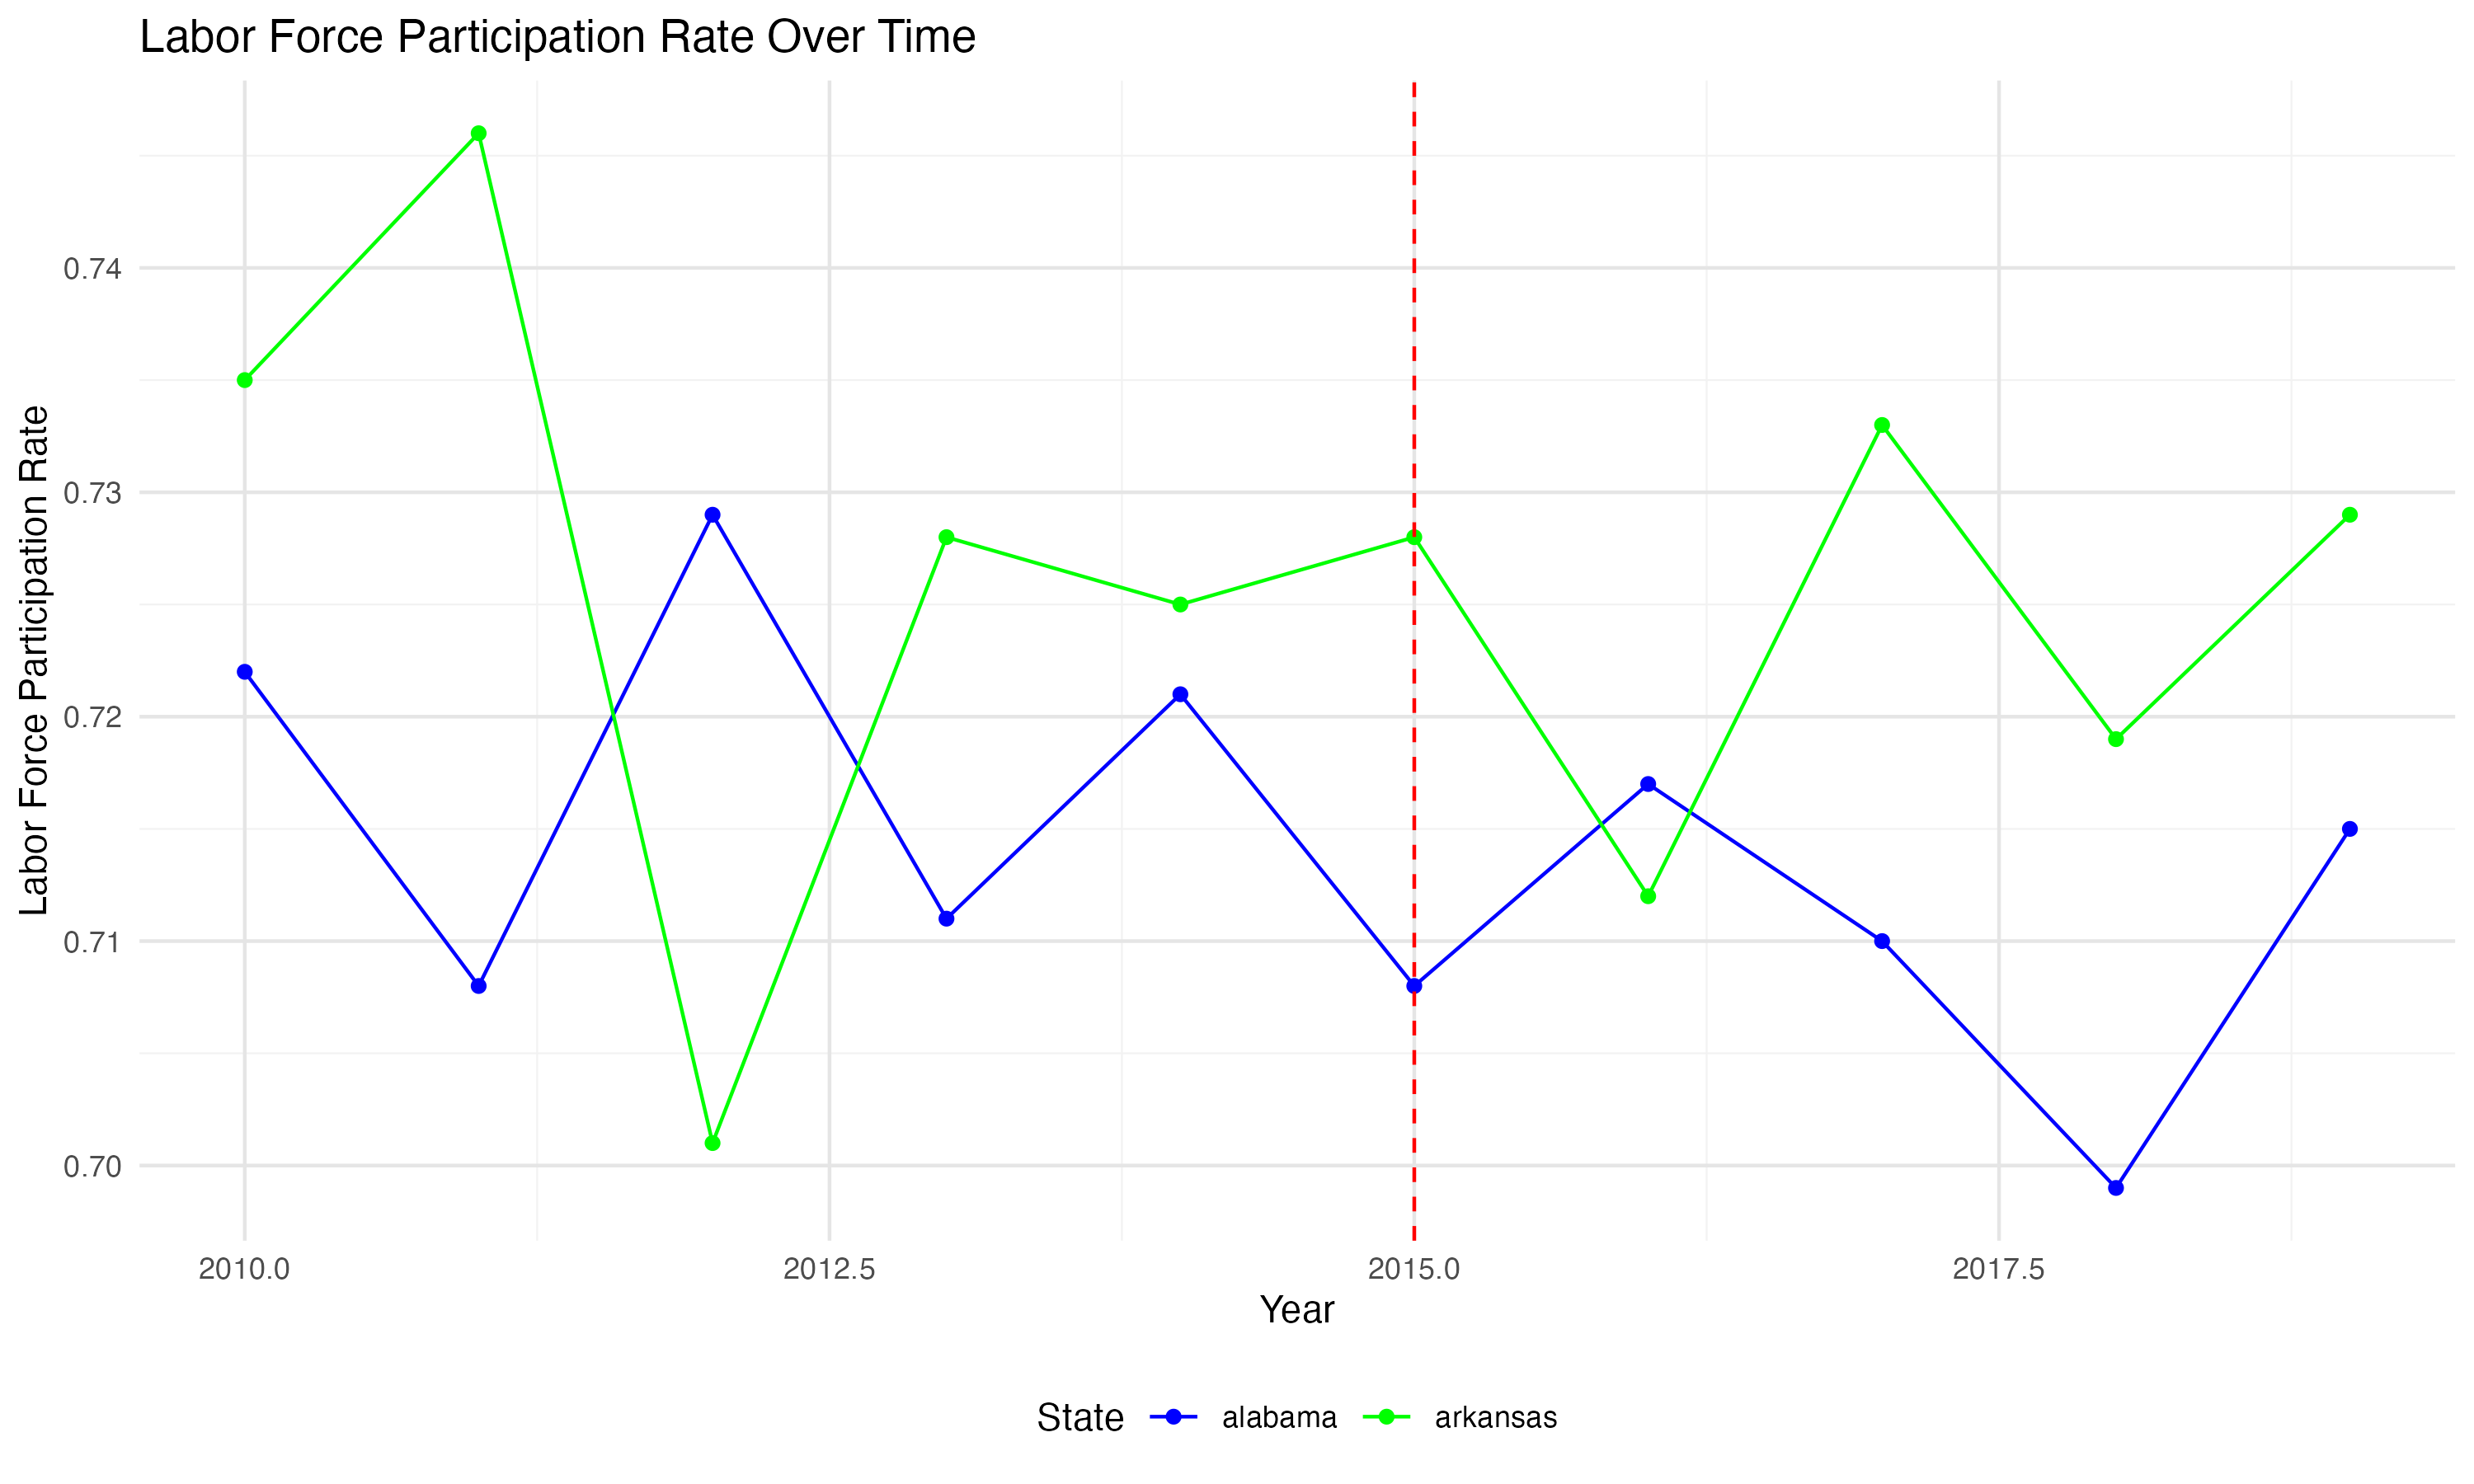 Labor Force Participation Rate Over Time
Labor Force Participation Rate
0.74
0.73
0.72
0.71
0.70
2010.0 2012.5 2015.0 2017.5
Year
State alabama arkansas